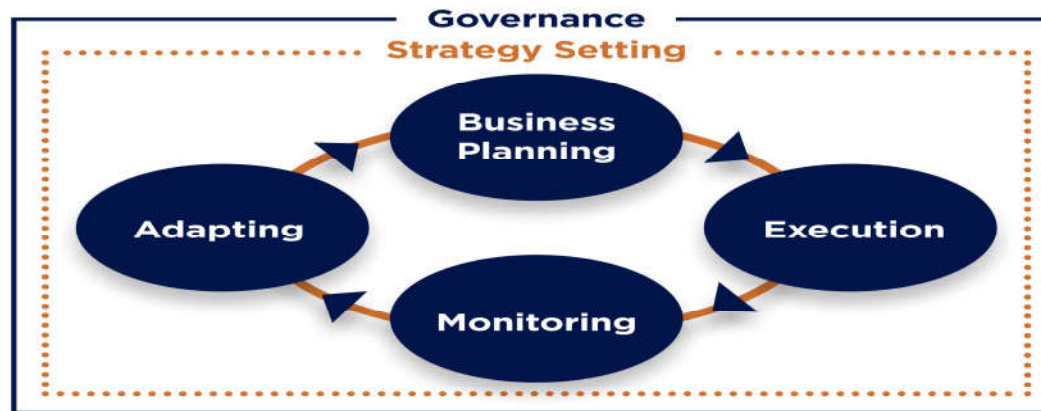 Governance
Strategy Setting
Business
Planning
Adapting
Execution
Monitoring